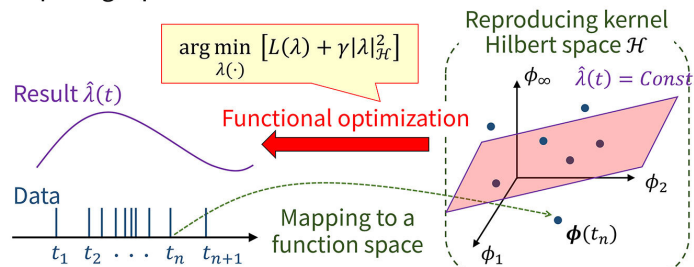 Reproducing kernel
Hilbert space ℋ
arg min [L(λ) + γ|λ|²_ℋ]
λ(·)
ϕ∞
λ̂(t) = Const
Result λ̂(t)
Functional optimization
Data
Mapping to a
function space
ϕ₂
ϕ(tₙ)
ϕ₁
t₁ t₂ . . . tₙ tₙ₊₁